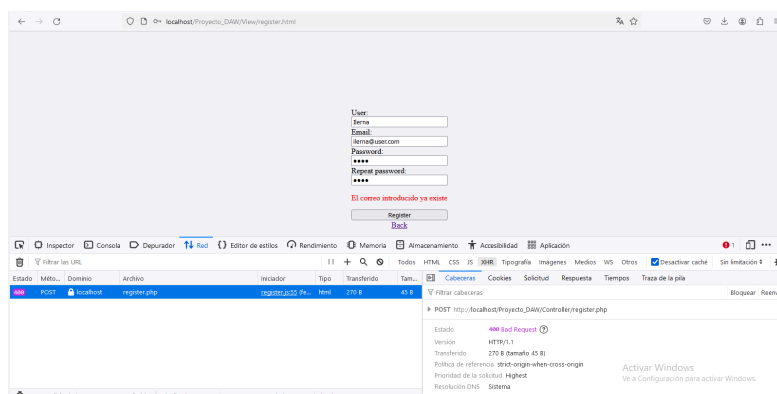 localhost/Proyecto_DAW/View/register.html
User:
Ilerna
Email:
ilerna@user.com
Password:
Repeat password:
El correo introducido ya existe
Register
Back
Inspector Consola Depurador Red Editor de estilos Rendimiento Memoria Almacenamiento Accesibilidad Aplicación 1
Filtrar las URL Todos HTML CSS JS XHR Tipografía Imágenes Medios WS Otros Desactivar caché Sin limitación
Estado Méto... Dominio Archivo Iniciador Tipo Transferido Tam... Cabeceras Cookies Solicitud Respuesta Tiempos Traza de la pila
400 POST localhost register.php register.js:55 (fe... html 270 B 45 B
Filtrar cabeceras Bloquear Reenv
POST http://localhost/Proyecto_DAW/Controller/register.php
Estado 400 Bad Request
Versión HTTP/1.1
Transferido 270 B (tamaño 45 B)
Política de referencia strict-origin-when-cross-origin
Prioridad de la solicitud Highest
Resolución DNS Sistema
Activar Windows
Ve a Configuración para activar Windows.